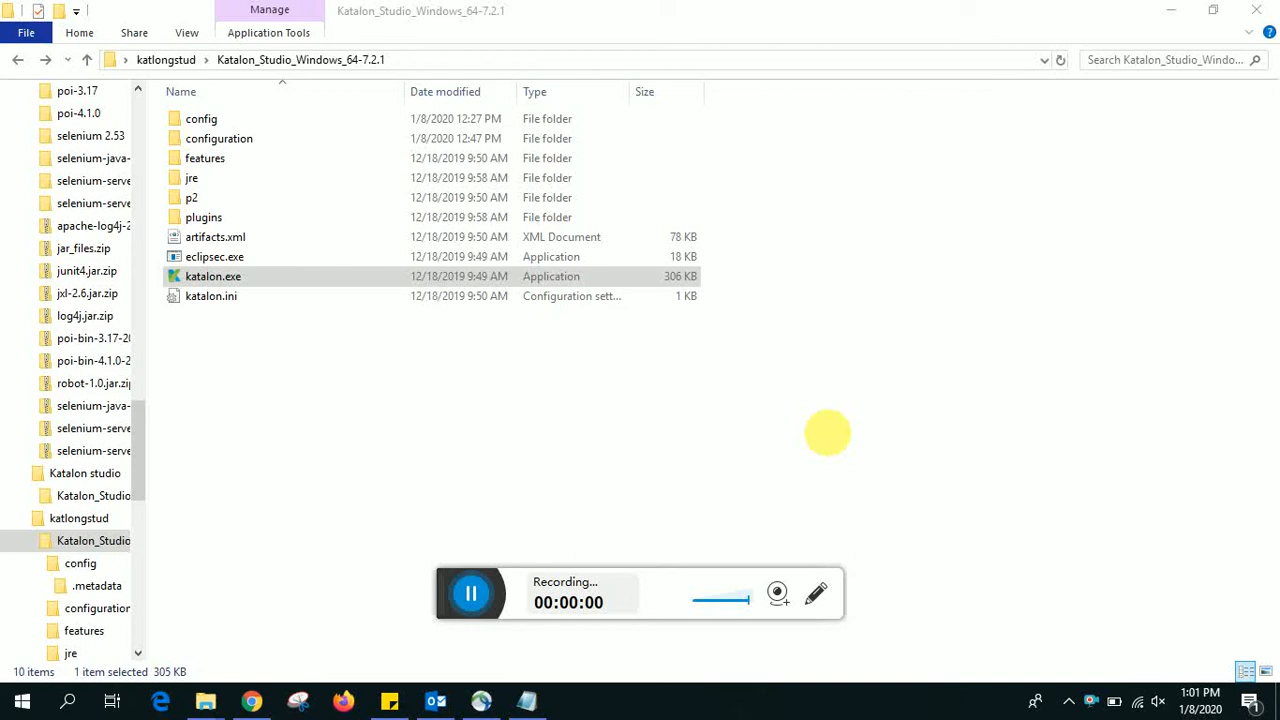 Manage
Katalon_Studio_Windows_64-7.2.1
File
Home
Share
View
Application Tools
katlongstud
Katalon_Studio_Windows_64-7.2.1
Search Katalon_Studio_Windo...
Name
Date modified
Type
Size
config 1/8/2020 12:27 PM File folder
configuration 1/8/2020 12:47 PM File folder
features 12/18/2019 9:50 AM File folder
jre 12/18/2019 9:58 AM File folder
p2 12/18/2019 9:50 AM File folder
plugins 12/18/2019 9:58 AM File folder
artifacts.xml 12/18/2019 9:50 AM XML Document 78 KB
eclipsec.exe 12/18/2019 9:49 AM Application 18 KB
katalon.exe 12/18/2019 9:49 AM Application 306 KB
katalon.ini 12/18/2019 9:50 AM Configuration sett... 1 KB
poi-3.17
poi-4.1.0
selenium 2.53
selenium-java-
selenium-serve
selenium-serve
apache-log4j-2
jar_files.zip
junit4.jar.zip
jxl-2.6.jar.zip
log4j.jar.zip
poi-bin-3.17-20
poi-bin-4.1.0-2
robot-1.0.jar.zip
selenium-java-
selenium-serve
selenium-serve
Katalon studio
Katalon_Studio
katlongstud
Katalon_Studio
config
.metadata
configuration
features
jre
Recording...
00:00:00
10 items
1 item selected 305 KB
1:01 PM
1/8/2020
1